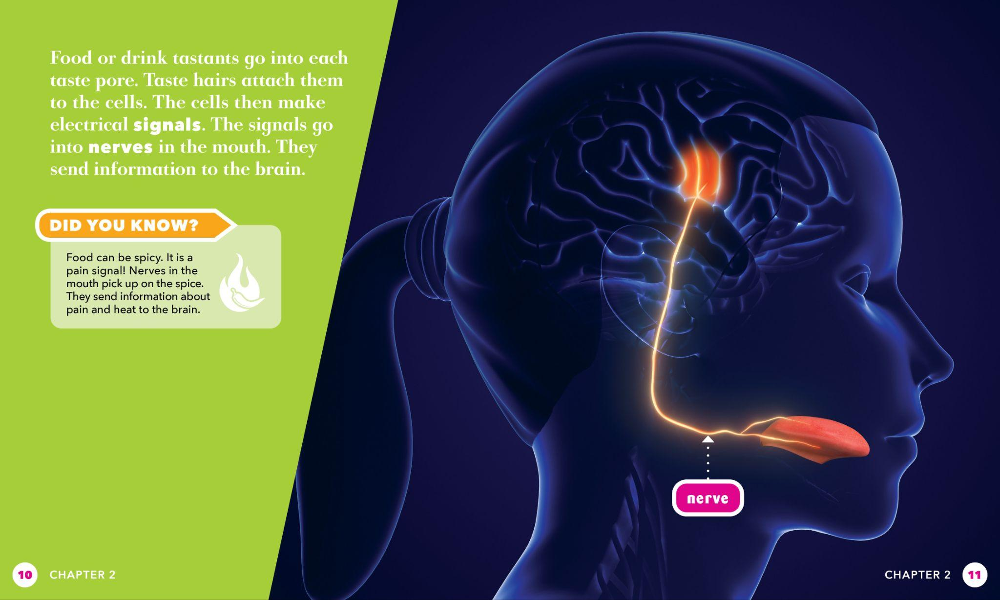 Food or drink tastants go into each
taste pore. Taste hairs attach them
to the cells. The cells then make
electrical signals. The signals go
into nerves in the mouth. They
send information to the brain.
DID YOU KNOW?
Food can be spicy. It is a
pain signal! Nerves in the
mouth pick up on the spice.
They send information about
pain and heat to the brain.
nerve
10 CHAPTER 2
CHAPTER 2 11